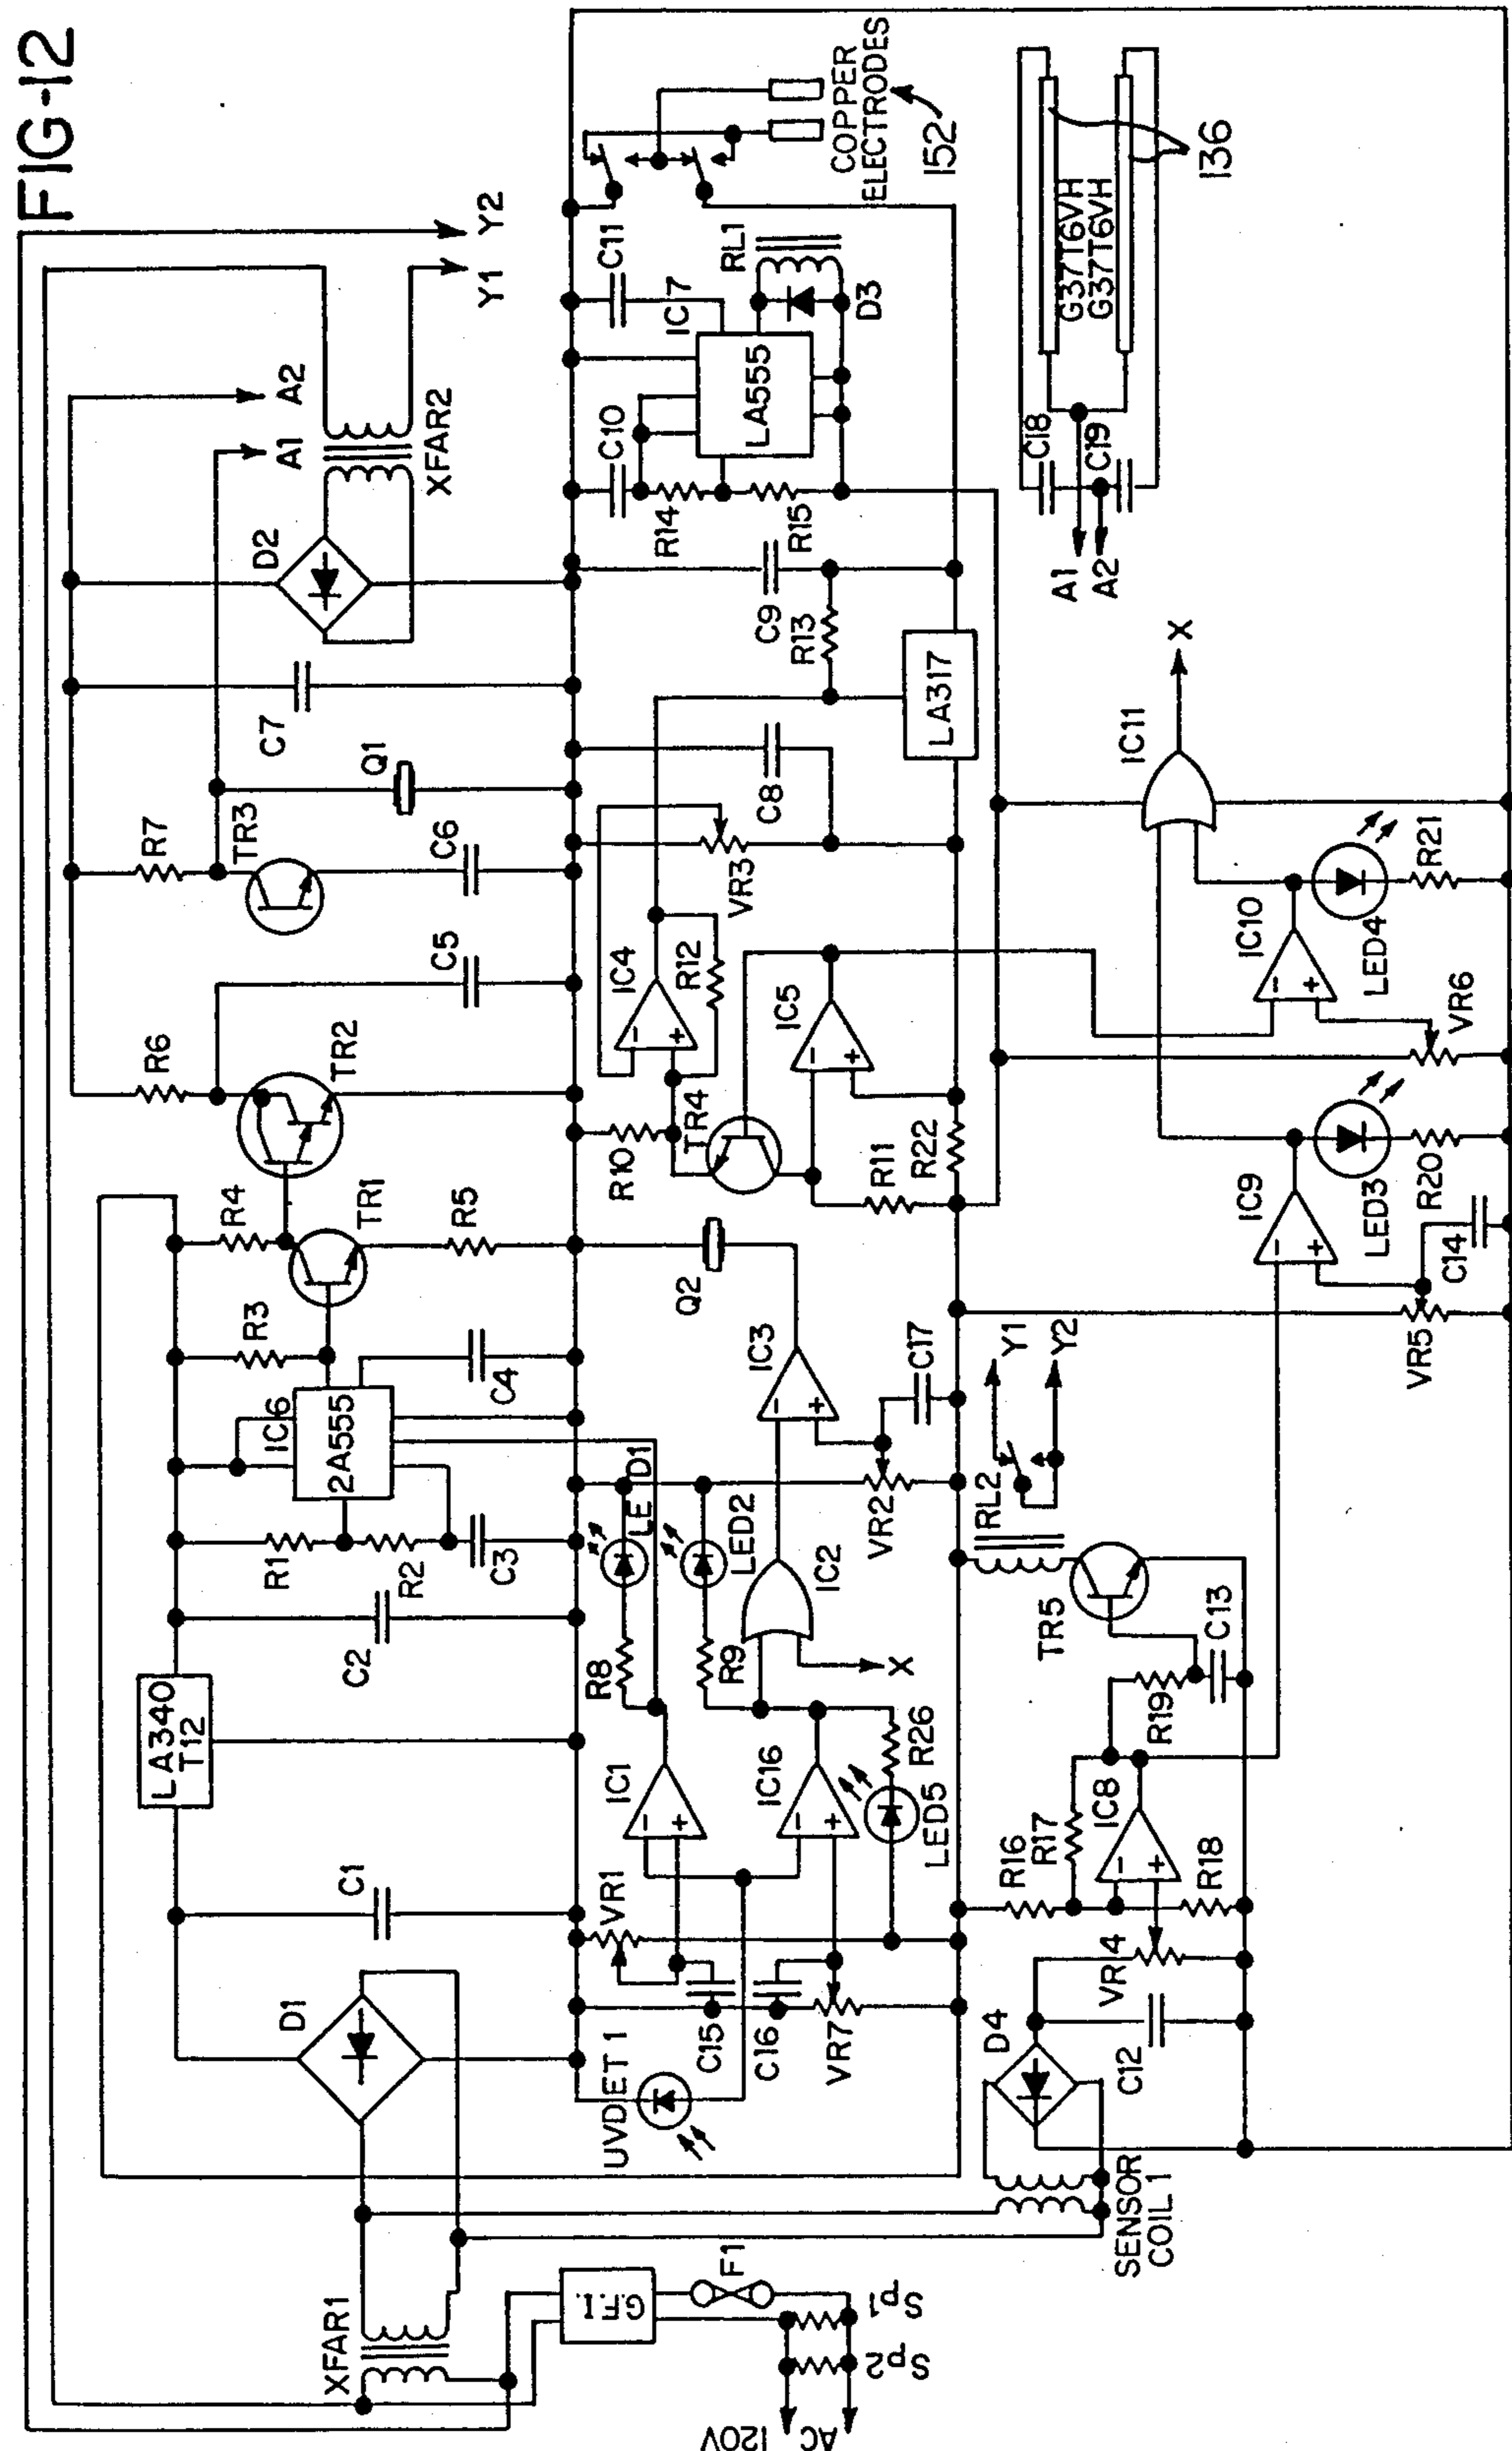 FIG-12
XFAR1
D1
C1
LA340
T12
C2
R1
R2
C3
IC6
2A555
C4
R3
R4
TR1
R5
R6
TR2
C5
R7
TR3
C6
Q1
C7
D2
A1
A2
XFAR2
Y1
Y2
G.F.I.
F1
Sp1
Sp2
AC 120V
UVDET 1
VR1
C15
C16
VR7
IC1
IC16
R8
R9
LE D1
LED2
LED5
R26
X
IC2
VR2
C17
IC3
Q2
R10
TR4
R11
R22
IC4
R12
IC5
VR3
C8
LA317
R13
C9
R14
R15
C10
LA555
IC7
C11
RL1
D3
COPPER
ELECTRODES
152
SENSOR
COIL 1
D4
C12
VR4
R16
R17
R18
IC8
R19
C13
TR5
RL2
Y1
Y2
VR5
C14
IC9
LED3
R20
VR6
IC10
LED4
R21
IC11
X
A1
A2
C18
C19
G37T6VH
G37T6VH
136